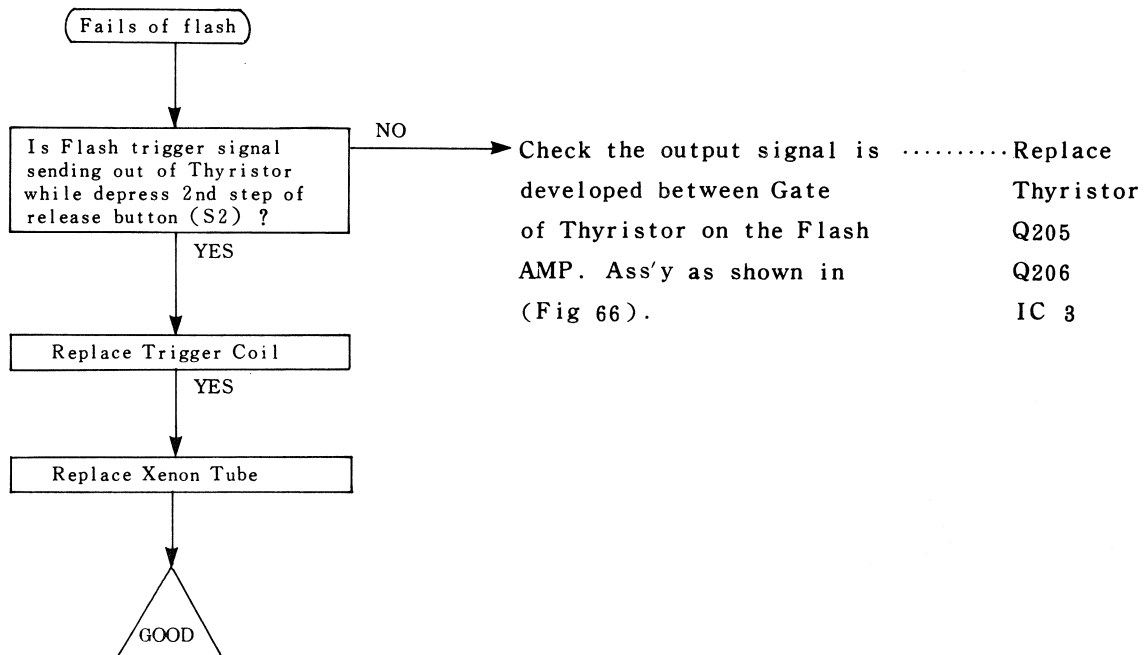 Fails of flash
Is Flash trigger signal
sending out of Thyristor
while depress 2nd step of
release button (S2) ?
NO
Check the output signal is ·········· Replace
developed between Gate Thyristor
of Thyristor on the Flash Q205
AMP. Ass'y as shown in Q206
(Fig 66). IC 3
YES
Replace Trigger Coil
YES
Replace Xenon Tube
GOOD